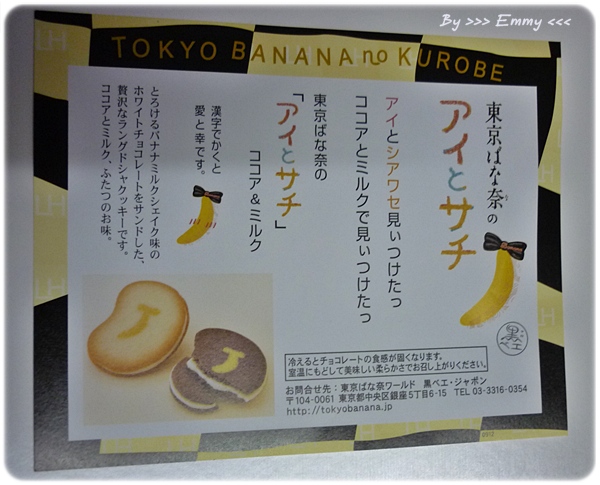 By >>> Emmy <<<
TOKYO BANANA no KUROBE
東京ばな奈の
アイとサチ
アイとシアワセ見ぃつけたっ
ココアとミルクで見ぃつけたっ
東京ばな奈の
「アイとサチ」
ココア&ミルク
漢字でかくと
愛と幸です。
とろけるバナナミルクシェイク味の
ホワイトチョコレートをサンドした、
贅沢なラングドシャクッキーです。
ココアとミルク、ふたつのお味。
黒ベエ
冷えるとチョコレートの食感が固くなります。
室温にもどして美味しい柔らかさでお召し上がりください。
お問合せ先:東京ばな奈ワールド 黒ベエ・ジャポン
〒104-0061 東京都中央区銀座5丁目6-15 TEL 03-3316-0354
http://tokyobanana.jp